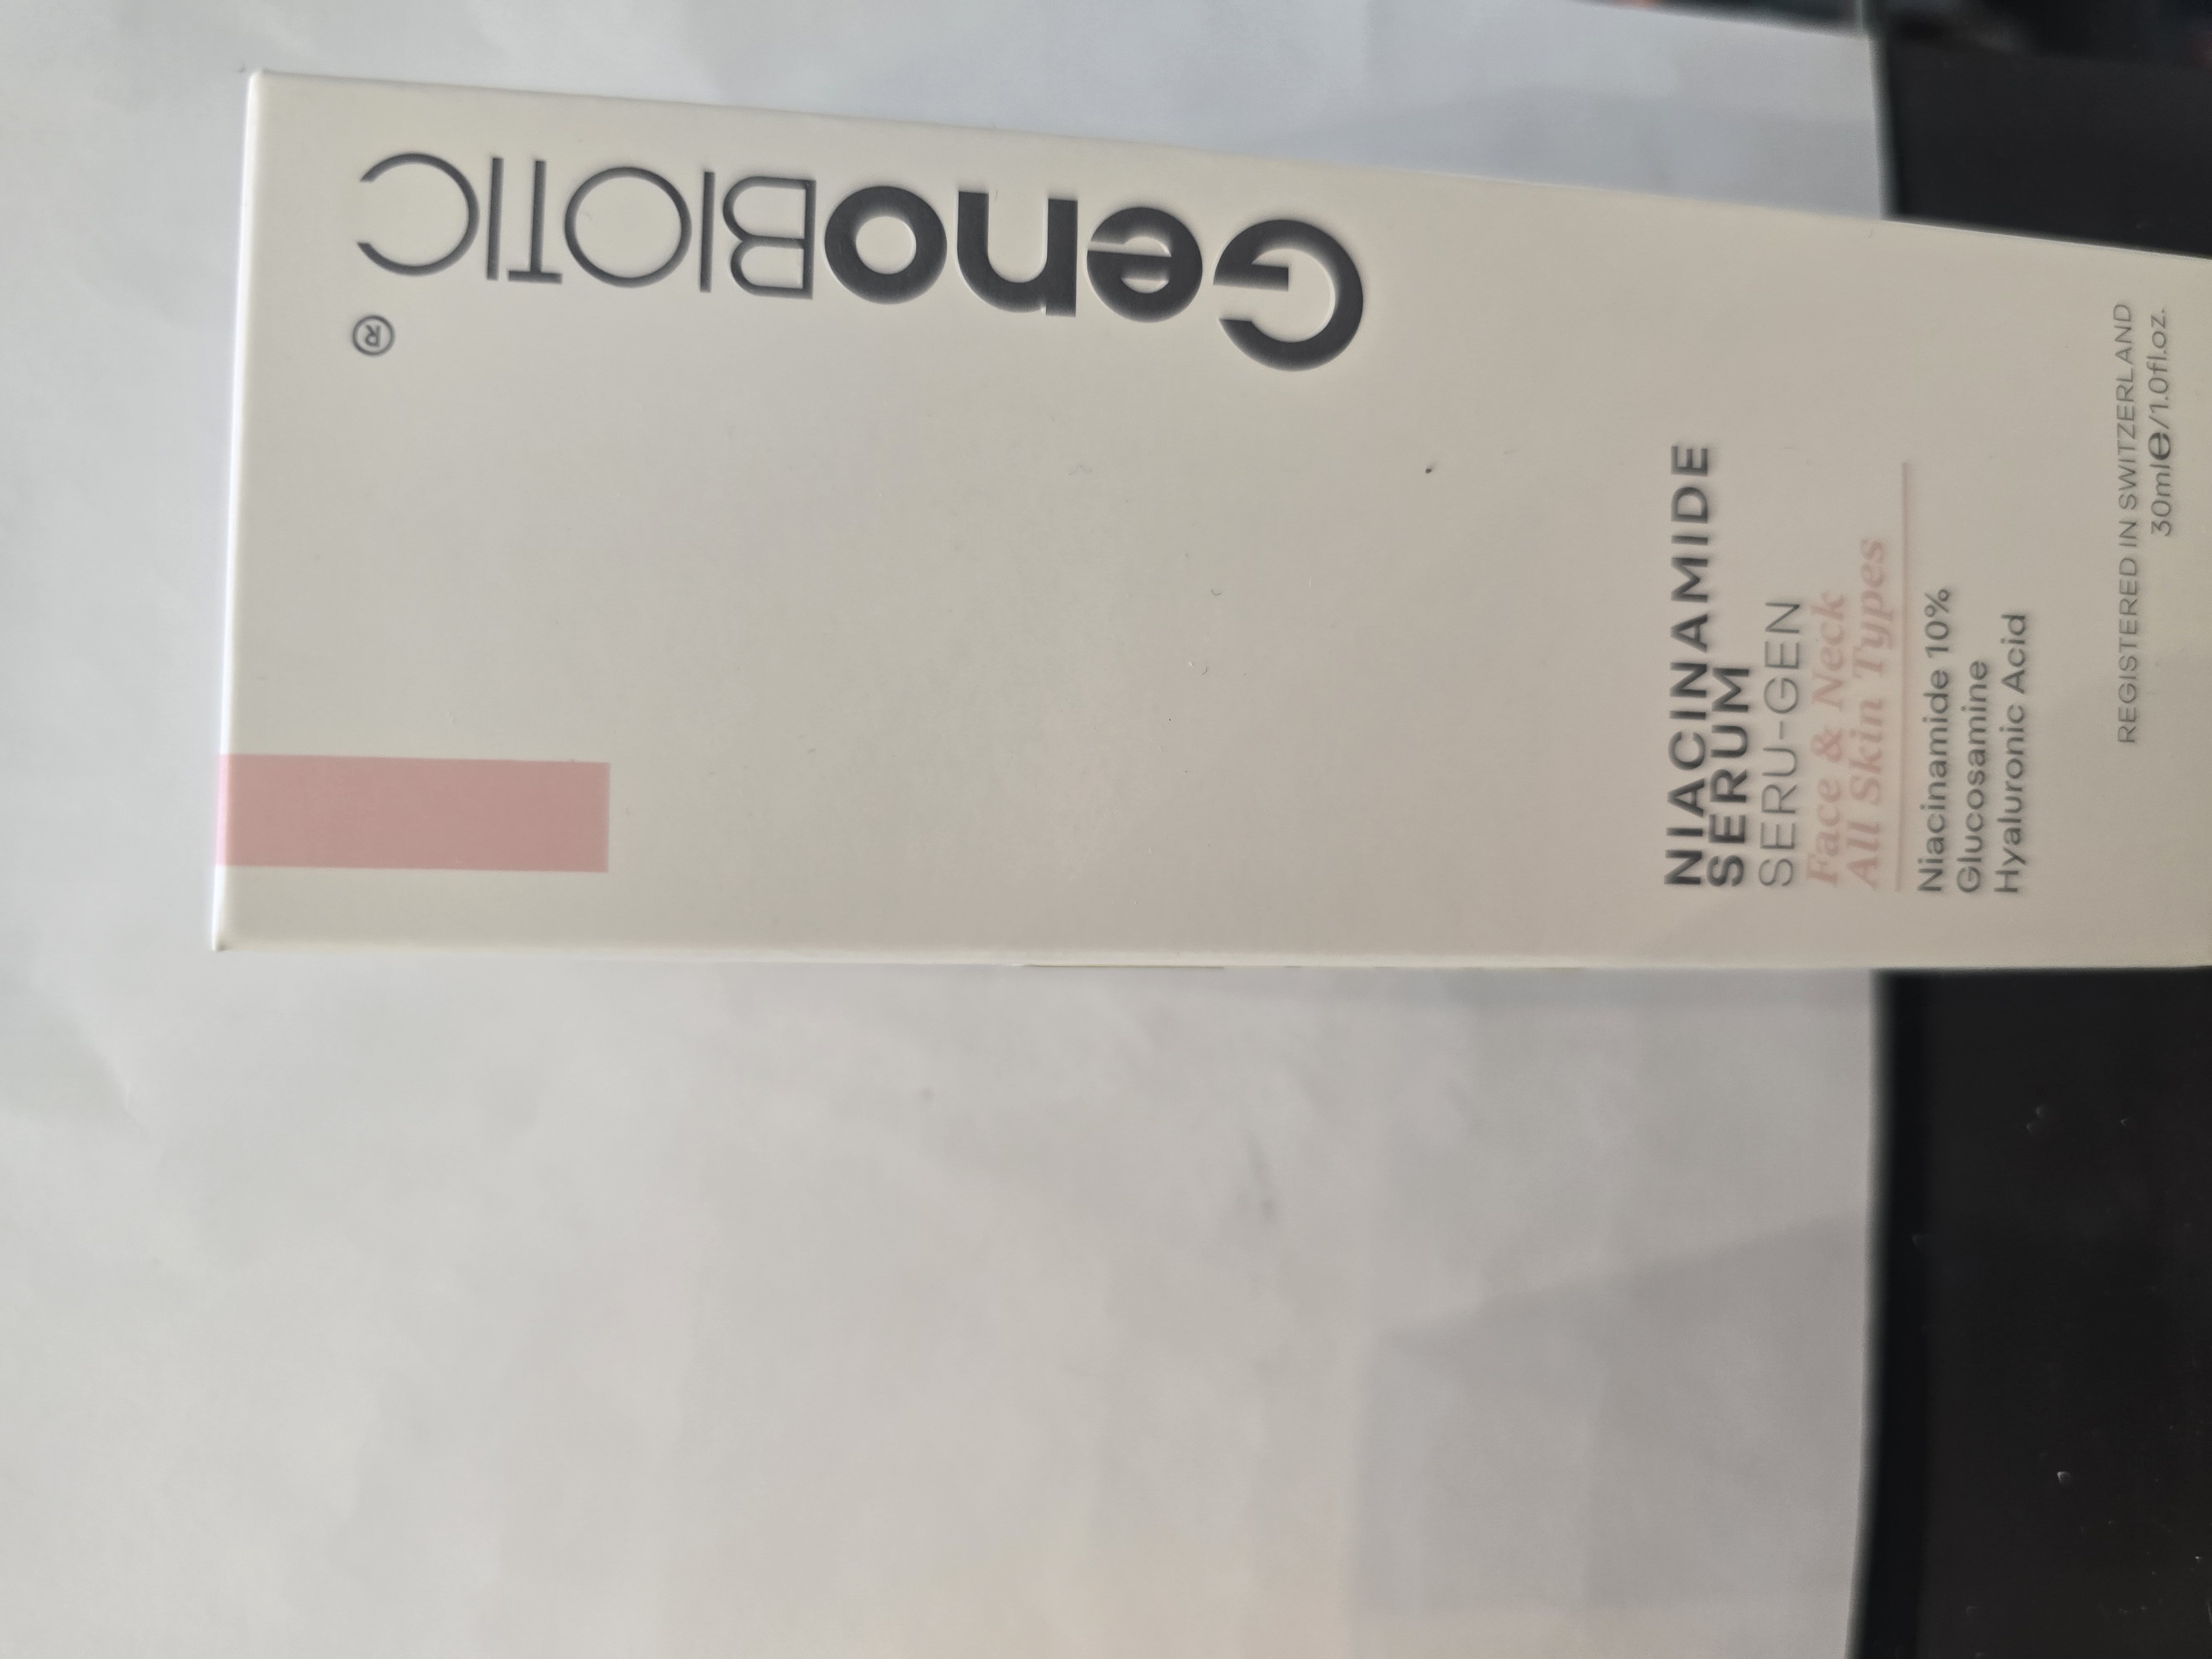 GenoBIOTIC®
NIACINAMIDE
SERUM
SERU-GEN
Face & Neck
All Skin Types
Niacinamide 10%
Glucosamine
Hyaluronic Acid
REGISTERED IN SWITZERLAND
30ml℮/1.0fl.oz.